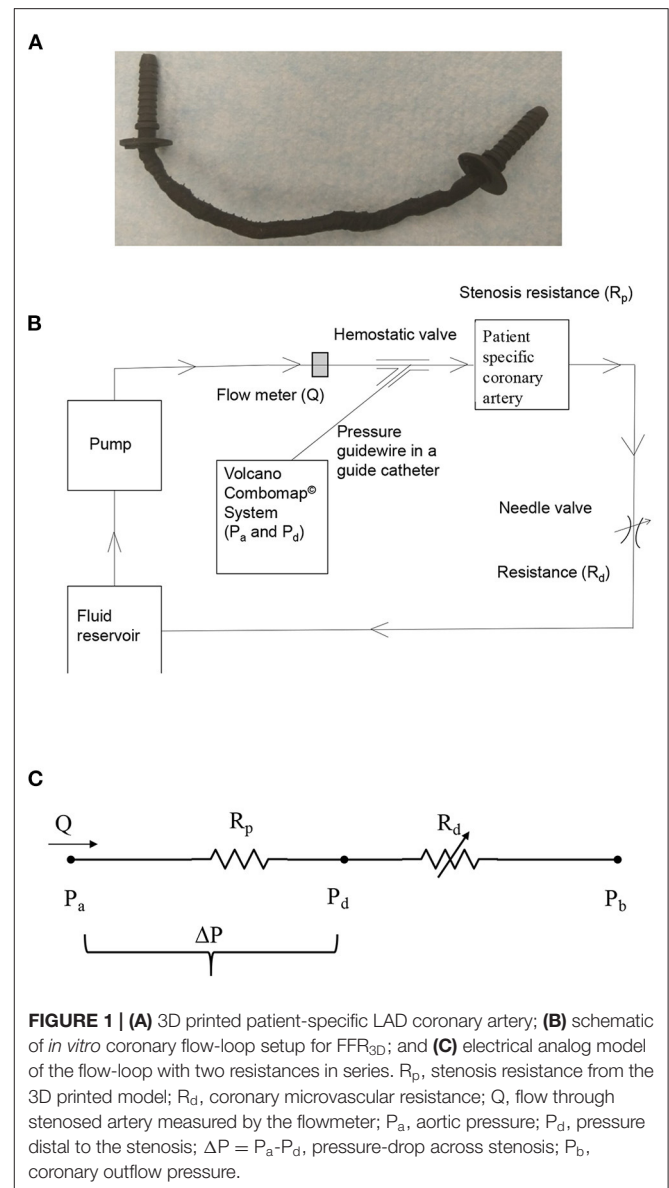 A
B
Stenosis resistance (Rp)
Hemostatic valve
Patient
specific
coronary
artery
Flow meter (Q)
Pump
Pressure
guidewire in a
guide catheter
Volcano
Combomap©
System
(Pa and Pd)
Needle valve
Resistance (Rd)
Fluid
reservoir
C
Q
Rp
Rd
Pa
Pd
Pb
ΔP
FIGURE 1 | (A) 3D printed patient-specific LAD coronary artery; (B) schematic
of in vitro coronary flow-loop setup for FFR3D; and (C) electrical analog model
of the flow-loop with two resistances in series. Rp, stenosis resistance from the
3D printed model; Rd, coronary microvascular resistance; Q, flow through
stenosed artery measured by the flowmeter; Pa, aortic pressure; Pd, pressure
distal to the stenosis; ΔP = Pa-Pd, pressure-drop across stenosis; Pb,
coronary outflow pressure.